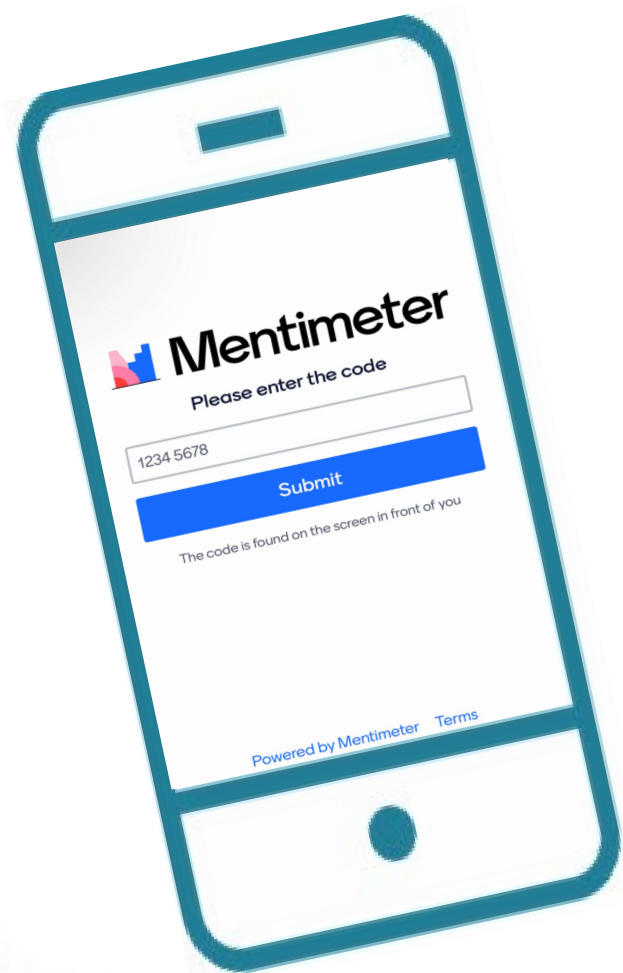 Mentimeter
Please enter the code
1234 5678
Submit
The code is found on the screen in front of you
Powered by Mentimeter Terms